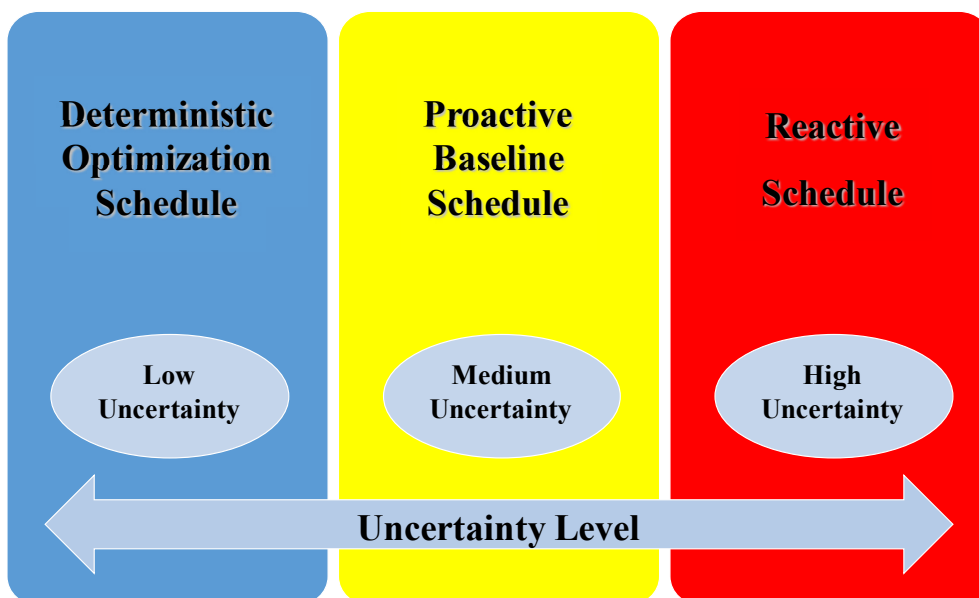 Deterministic
Optimization
Schedule
Proactive
Baseline
Schedule
Reactive
Schedule
Low
Uncertainty
Medium
Uncertainty
High
Uncertainty
Uncertainty Level